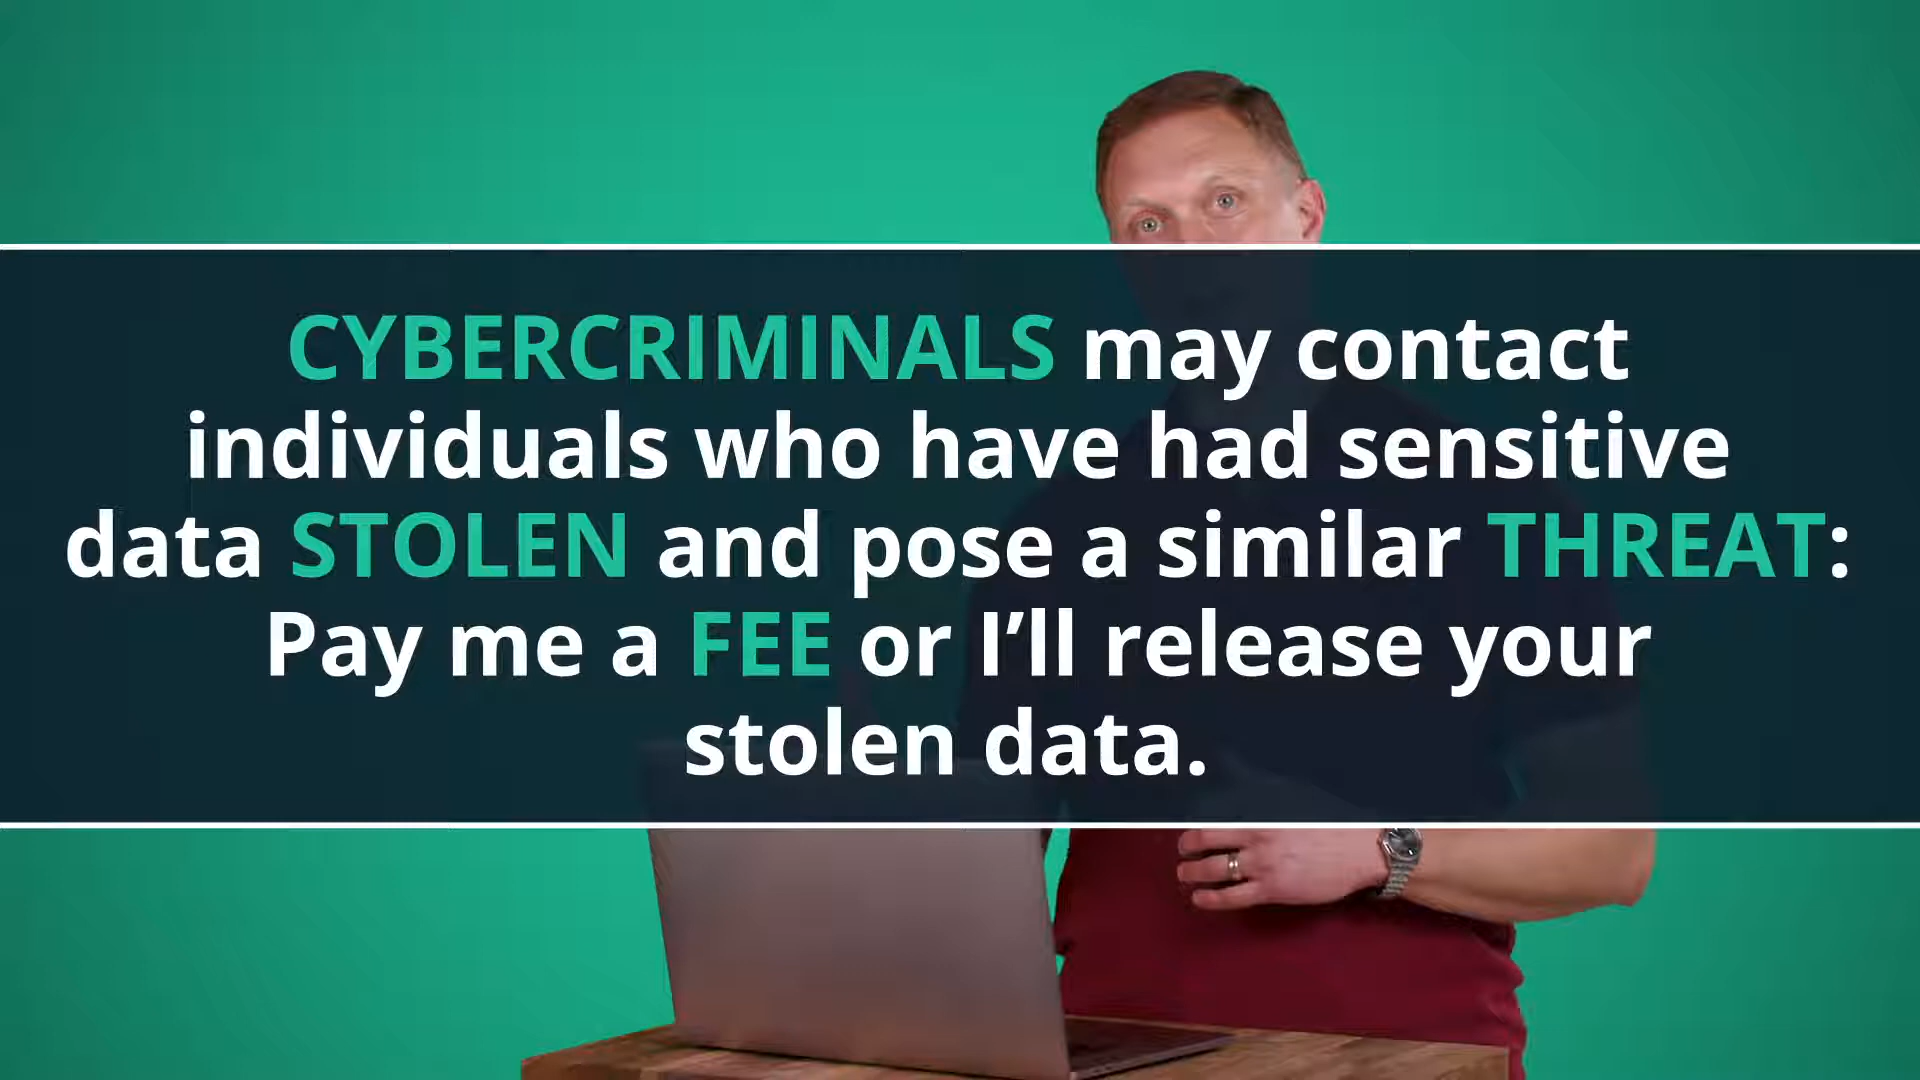 CYBERCRIMINALS may contact
individuals who have had sensitive
data STOLEN and pose a similar THREAT:
Pay me a FEE or I’ll release your
stolen data.